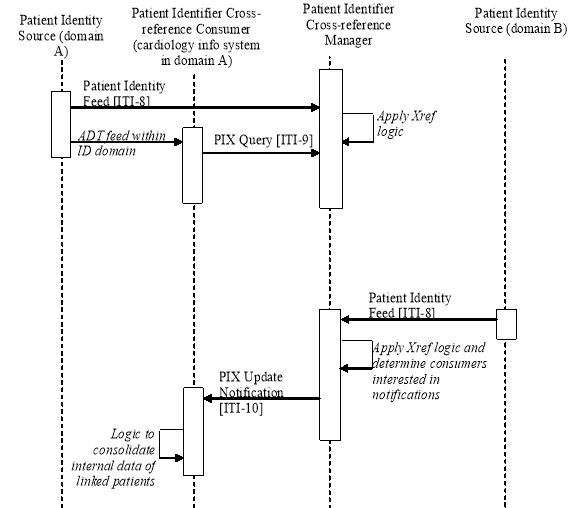 Patient Identity
Source (domain
A)
Patient Identifier Cross-
reference Consumer
(cardiology info system
in domain A)
Patient Identifier
Cross-reference
Manager
Patient Identity
Source (domain B)
Patient Identity
Feed [ITI-8]
Apply Xref
logic
ADT feed within
ID domain
PIX Query [ITI-9]
Patient Identity
Feed [ITI-8]
Apply Xref logic and
determine consumers
interested in
notifications
PIX Update
Notification
[ITI-10]
Logic to
consolidate
internal data of
linked patients